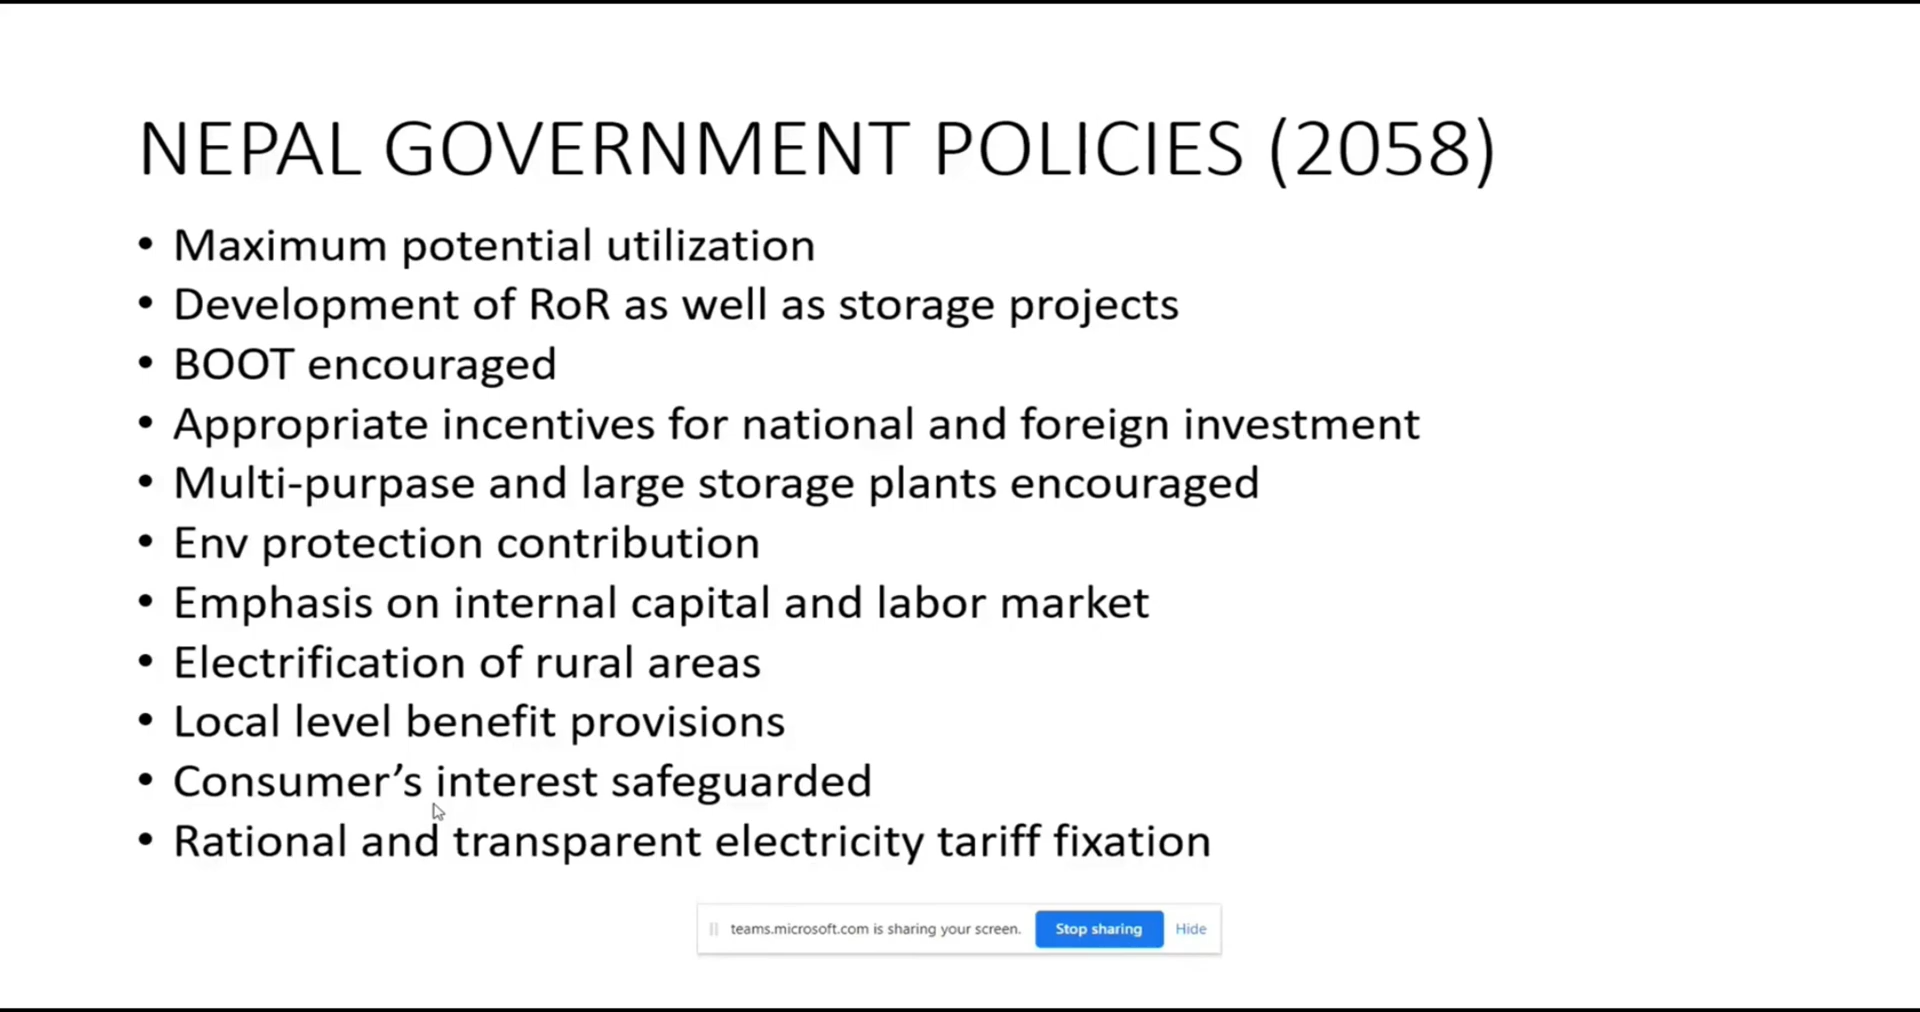 NEPAL GOVERNMENT POLICIES (2058)
• Maximum potential utilization
• Development of RoR as well as storage projects
• BOOT encouraged
• Appropriate incentives for national and foreign investment
• Multi-purpase and large storage plants encouraged
• Env protection contribution
• Emphasis on internal capital and labor market
• Electrification of rural areas
• Local level benefit provisions
• Consumer’s interest safeguarded
• Rational and transparent electricity tariff fixation
teams.microsoft.com is sharing your screen. Stop sharing Hide